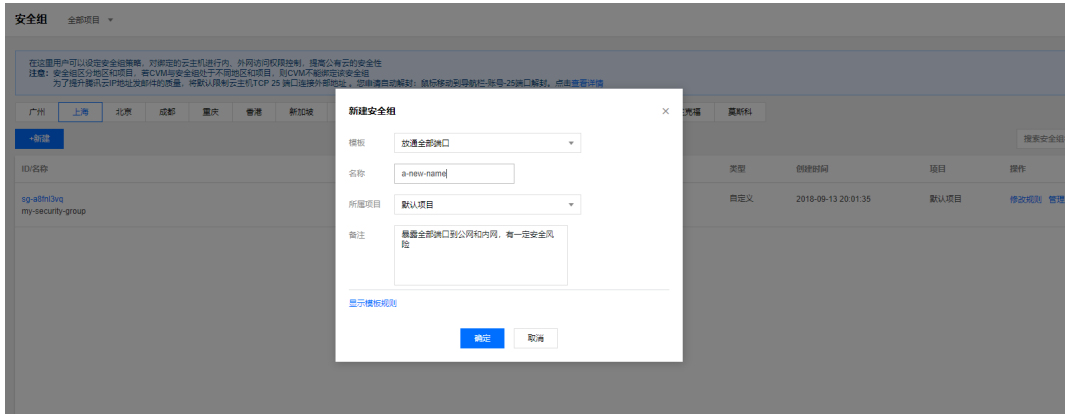 安全组 全部项目
在这里用户可以设定安全组策略，对绑定的云主机进行内、外网访问权限控制，提高公有云的安全性
注意：安全组区分地区和项目，若CVM与安全组处于不同地区和项目，则CVM不能绑定该安全组
为了提升腾讯云IP地址发邮件的质量，将默认限制云主机TCP 25 端口连接外部地址。您申请自动解封：鼠标移动到导航栏-账号-25端口解封。点击查看详情
广州 上海 北京 成都 重庆 香港 新加坡 克福 莫斯科
+新建 搜索安全组
ID/名称 类型 创建时间 项目 操作
sg-a8fnl3vq 自定义 2018-09-13 20:01:35 默认项目 修改规则 管理
my-security-group
新建安全组
模板 放通全部端口
名称 a-new-name
所属项目 默认项目
备注 暴露全部端口到公网和内网，有一定安全风
险
显示模板规则
确定 取消